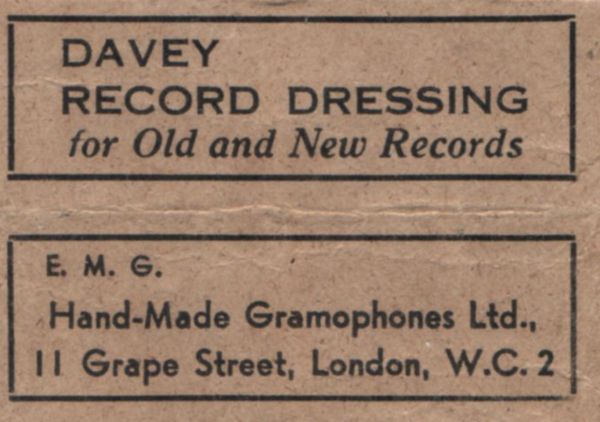 DAVEY
RECORD DRESSING
for Old and New Records
E. M. G.
Hand-Made Gramophones Ltd.,
11 Grape Street, London, W.C. 2